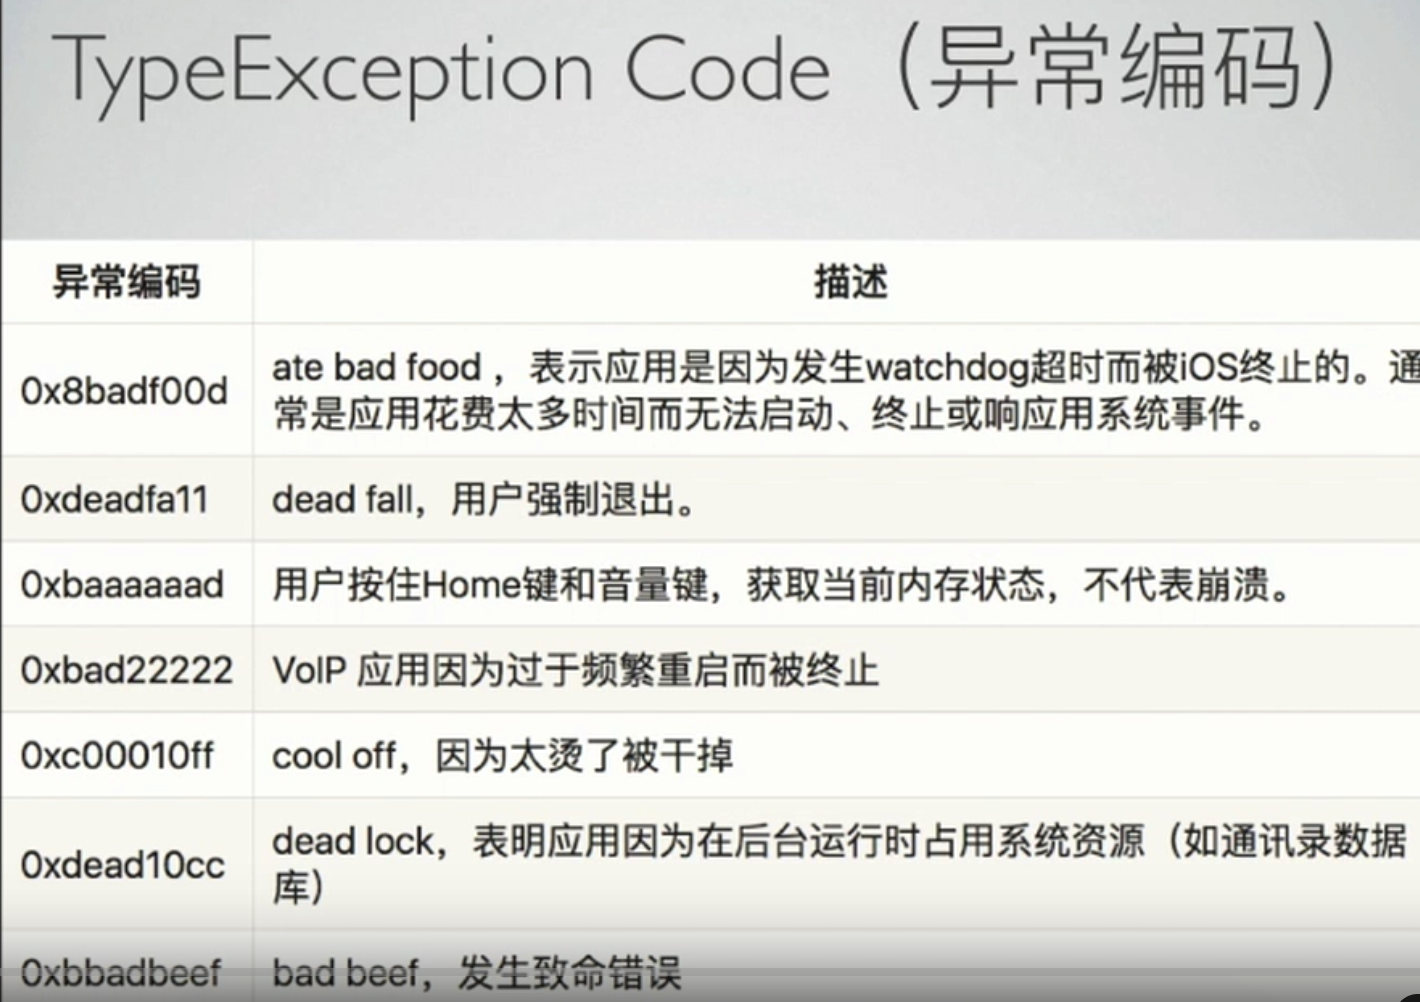 TypeException Code（异常编码）
异常编码
描述
0x8badf00d
ate bad food ，表示应用是因为发生watchdog超时而被iOS终止的。通
常是应用花费太多时间而无法启动、终止或响应用系统事件。
0xdeadfa11
dead fall，用户强制退出。
0xbaaaaaad
用户按住Home键和音量键，获取当前内存状态，不代表崩溃。
0xbad22222
VoIP 应用因为过于频繁重启而被终止
0xc00010ff
cool off，因为太烫了被干掉
0xdead10cc
dead lock，表明应用因为在后台运行时占用系统资源（如通讯录数据
库）
0xbbadbeef
bad beef，发生致命错误